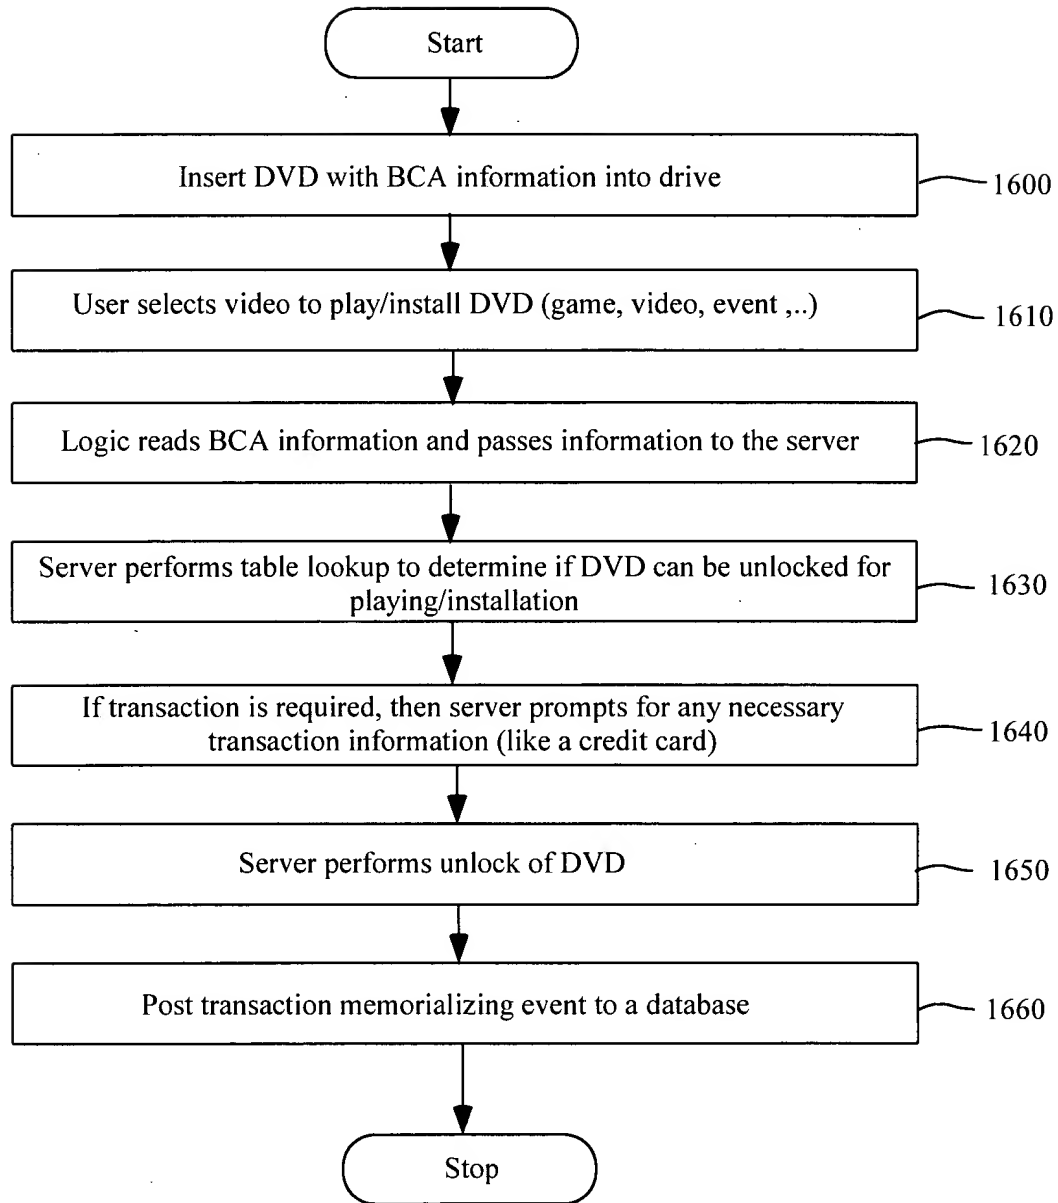 Start
Insert DVD with BCA information into drive
1600
User selects video to play/install DVD (game, video, event ,..)
1610
Logic reads BCA information and passes information to the server
1620
Server performs table lookup to determine if DVD can be unlocked for
playing/installation
1630
If transaction is required, then server prompts for any necessary
transaction information (like a credit card)
1640
Server performs unlock of DVD
1650
Post transaction memorializing event to a database
1660
Stop